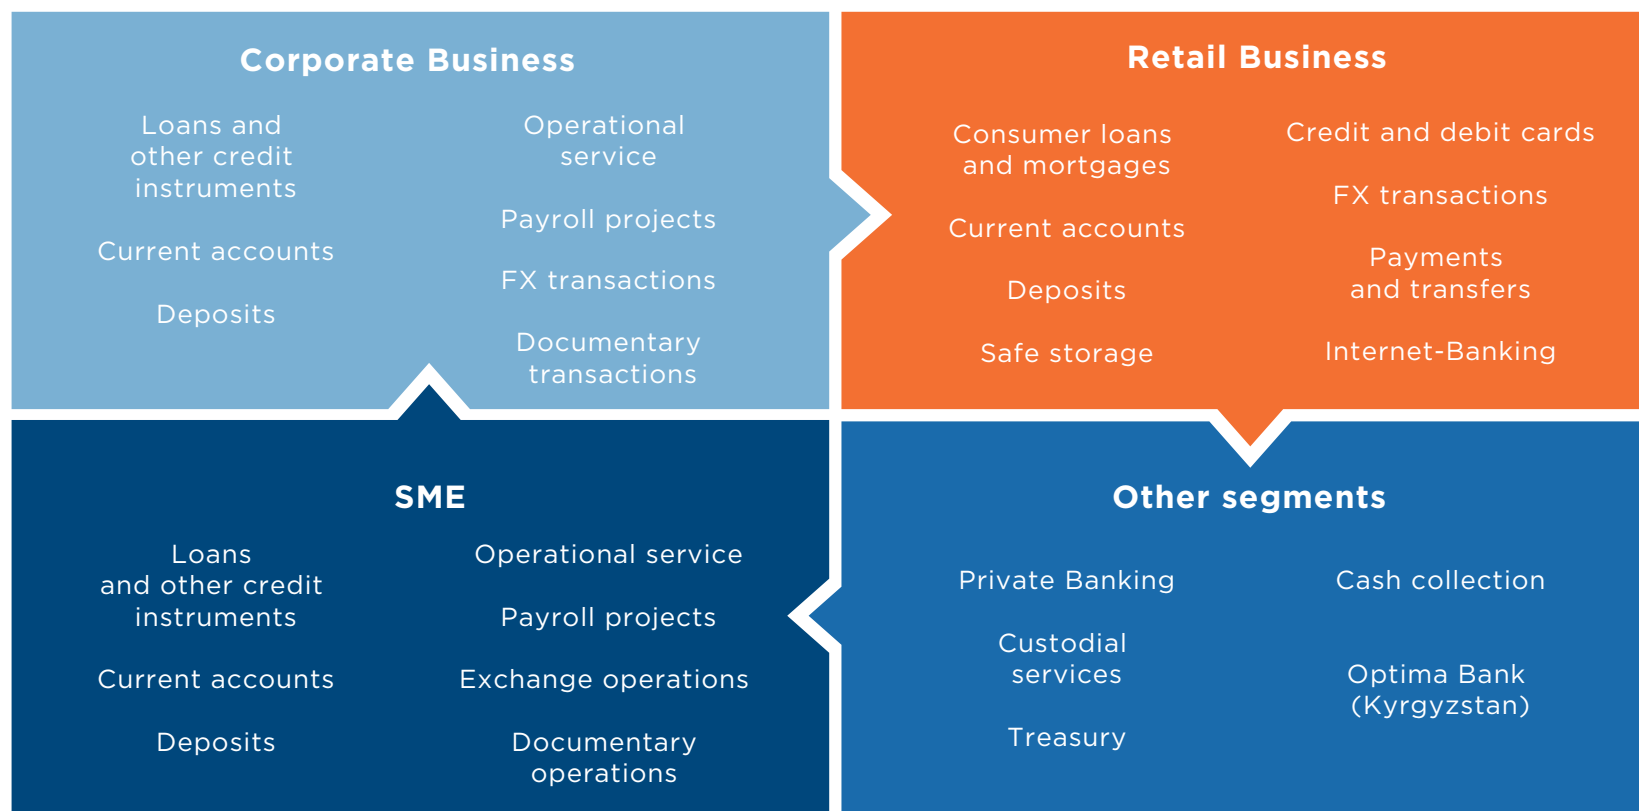 Corporate Business
Loans and
other credit
instruments
Current accounts
Deposits
Operational
service
Payroll projects
FX transactions
Documentary
transactions
Retail Business
Consumer loans
and mortgages
Current accounts
Deposits
Safe storage
Credit and debit cards
FX transactions
Payments
and transfers
Internet-Banking
SME
Loans
and other credit
instruments
Current accounts
Deposits
Operational service
Payroll projects
Exchange operations
Documentary
operations
Other segments
Private Banking
Custodial
services
Treasury
Cash collection
Optima Bank
(Kyrgyzstan)